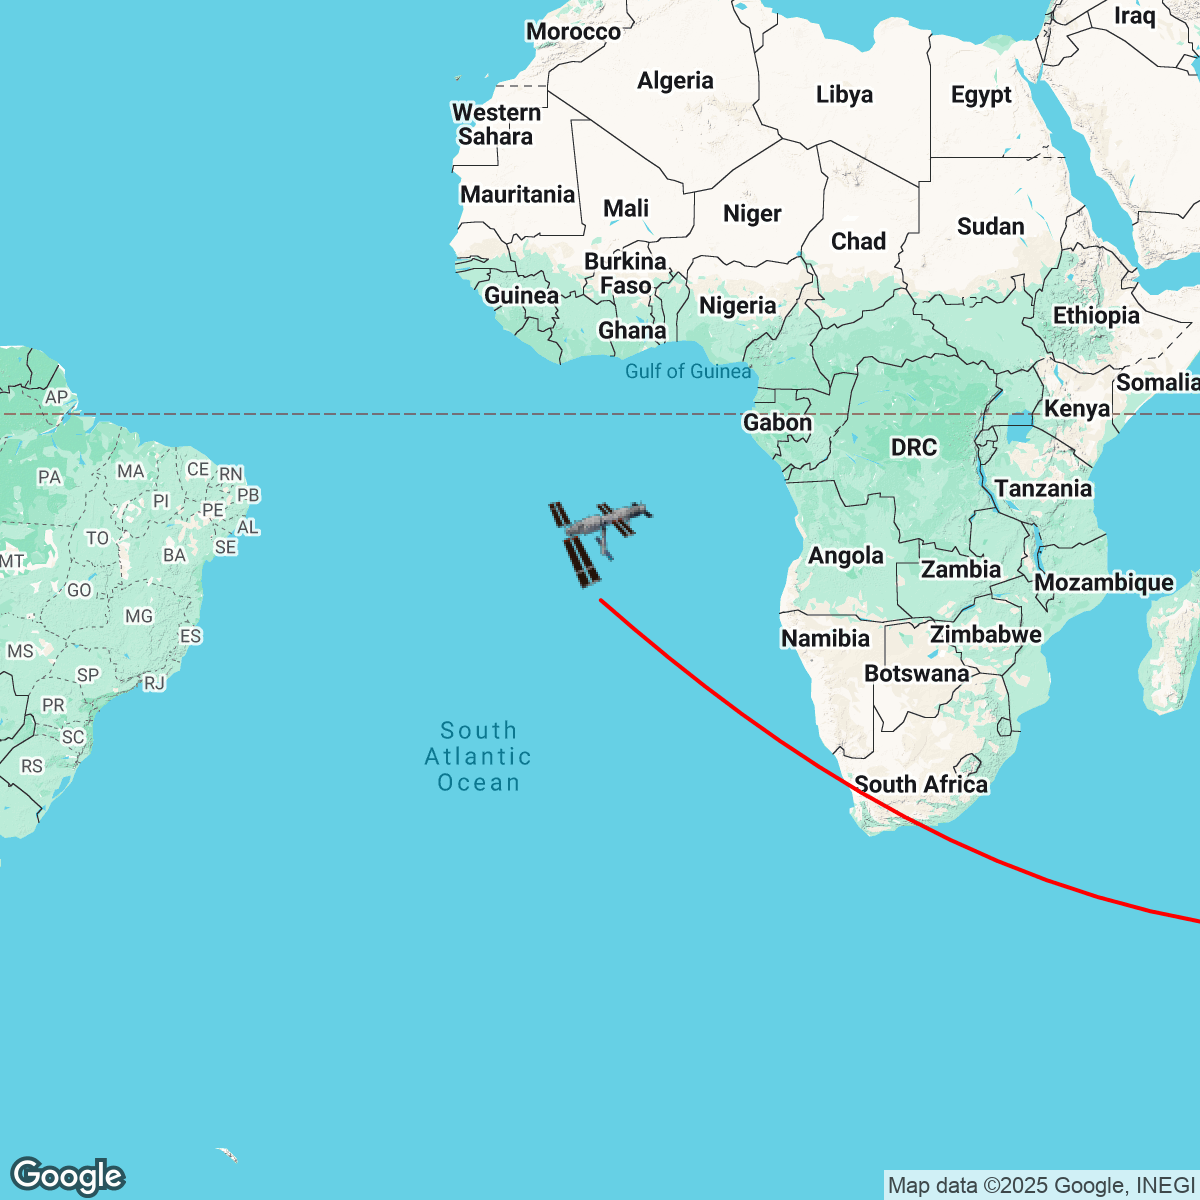 Morocco
Iraq
Algeria
Libya
Egypt
Western
Sahara
Mauritania
Mali
Niger
Chad
Sudan
Burkina
Faso
Guinea
Nigeria
Ethiopia
Ghana
Gulf of Guinea
Somalia
AP
Kenya
Gabon
DRC
PA
MA
CE
RN
PI
PB
PE
Tanzania
AL
TO
SE
BA
MT
Angola
Zambia
Mozambique
GO
MG
ES
Namibia
Zimbabwe
MS
SP
RJ
Botswana
PR
SC
RS
South
Atlantic
Ocean
South Africa
Google
Map data ©2025 Google, INEGI